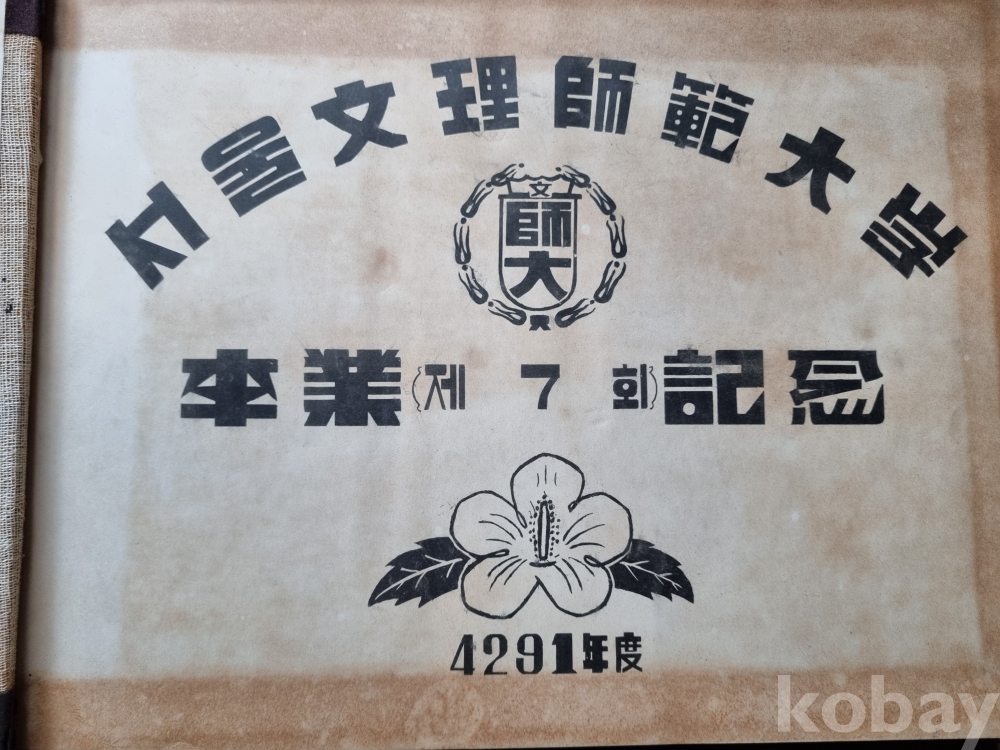 서울文理師範大学
文
師
大
卒業(제 7 회)記念
4291年度
kobay